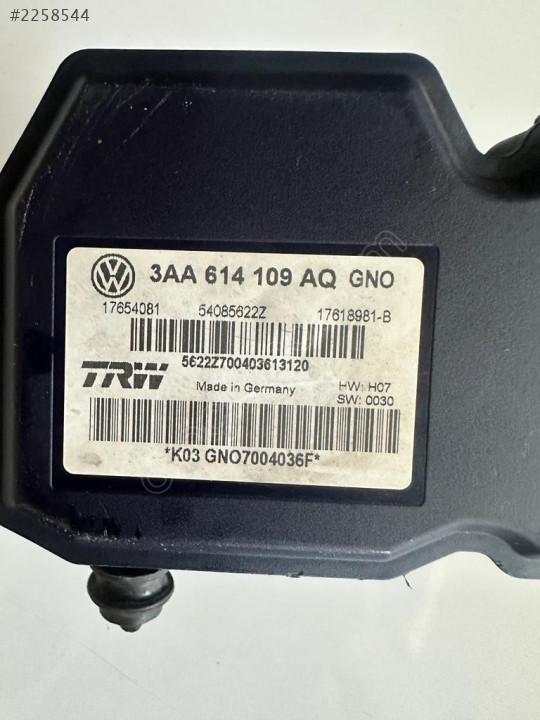 #2258544
3AA 614 109 AQ GNO
17654081 54085622Z 17618981-B
5622Z700403613120
TRW Made in Germany HW: H07
SW: 0030
*K03 GNO7004036F*